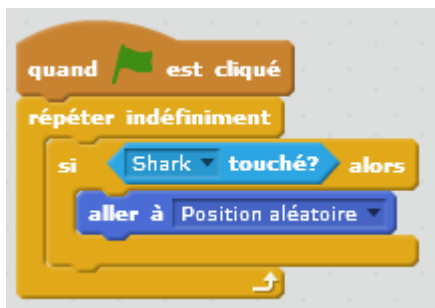 quand est cliqué
répéter indéfiniment
si Shark touché? alors
aller à Position aléatoire